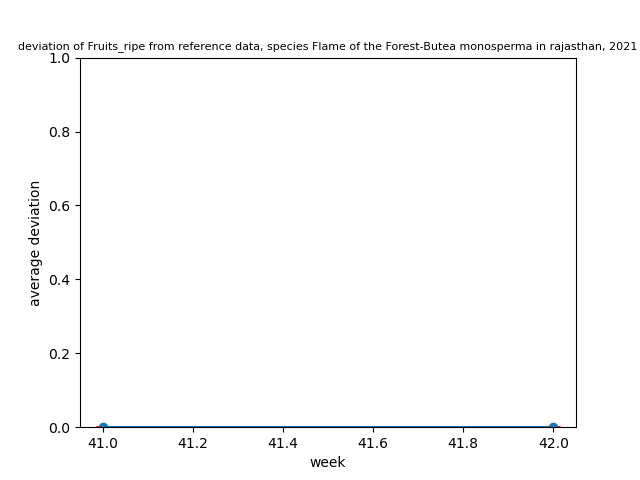 deviation of Fruits_ripe from reference data, species Flame of the Forest-Butea monosperma in rajasthan, 2021
1.0
0.8
0.6
0.4
0.2
0.0
average deviation
41.0 41.2 41.4 41.6 41.8 42.0
week